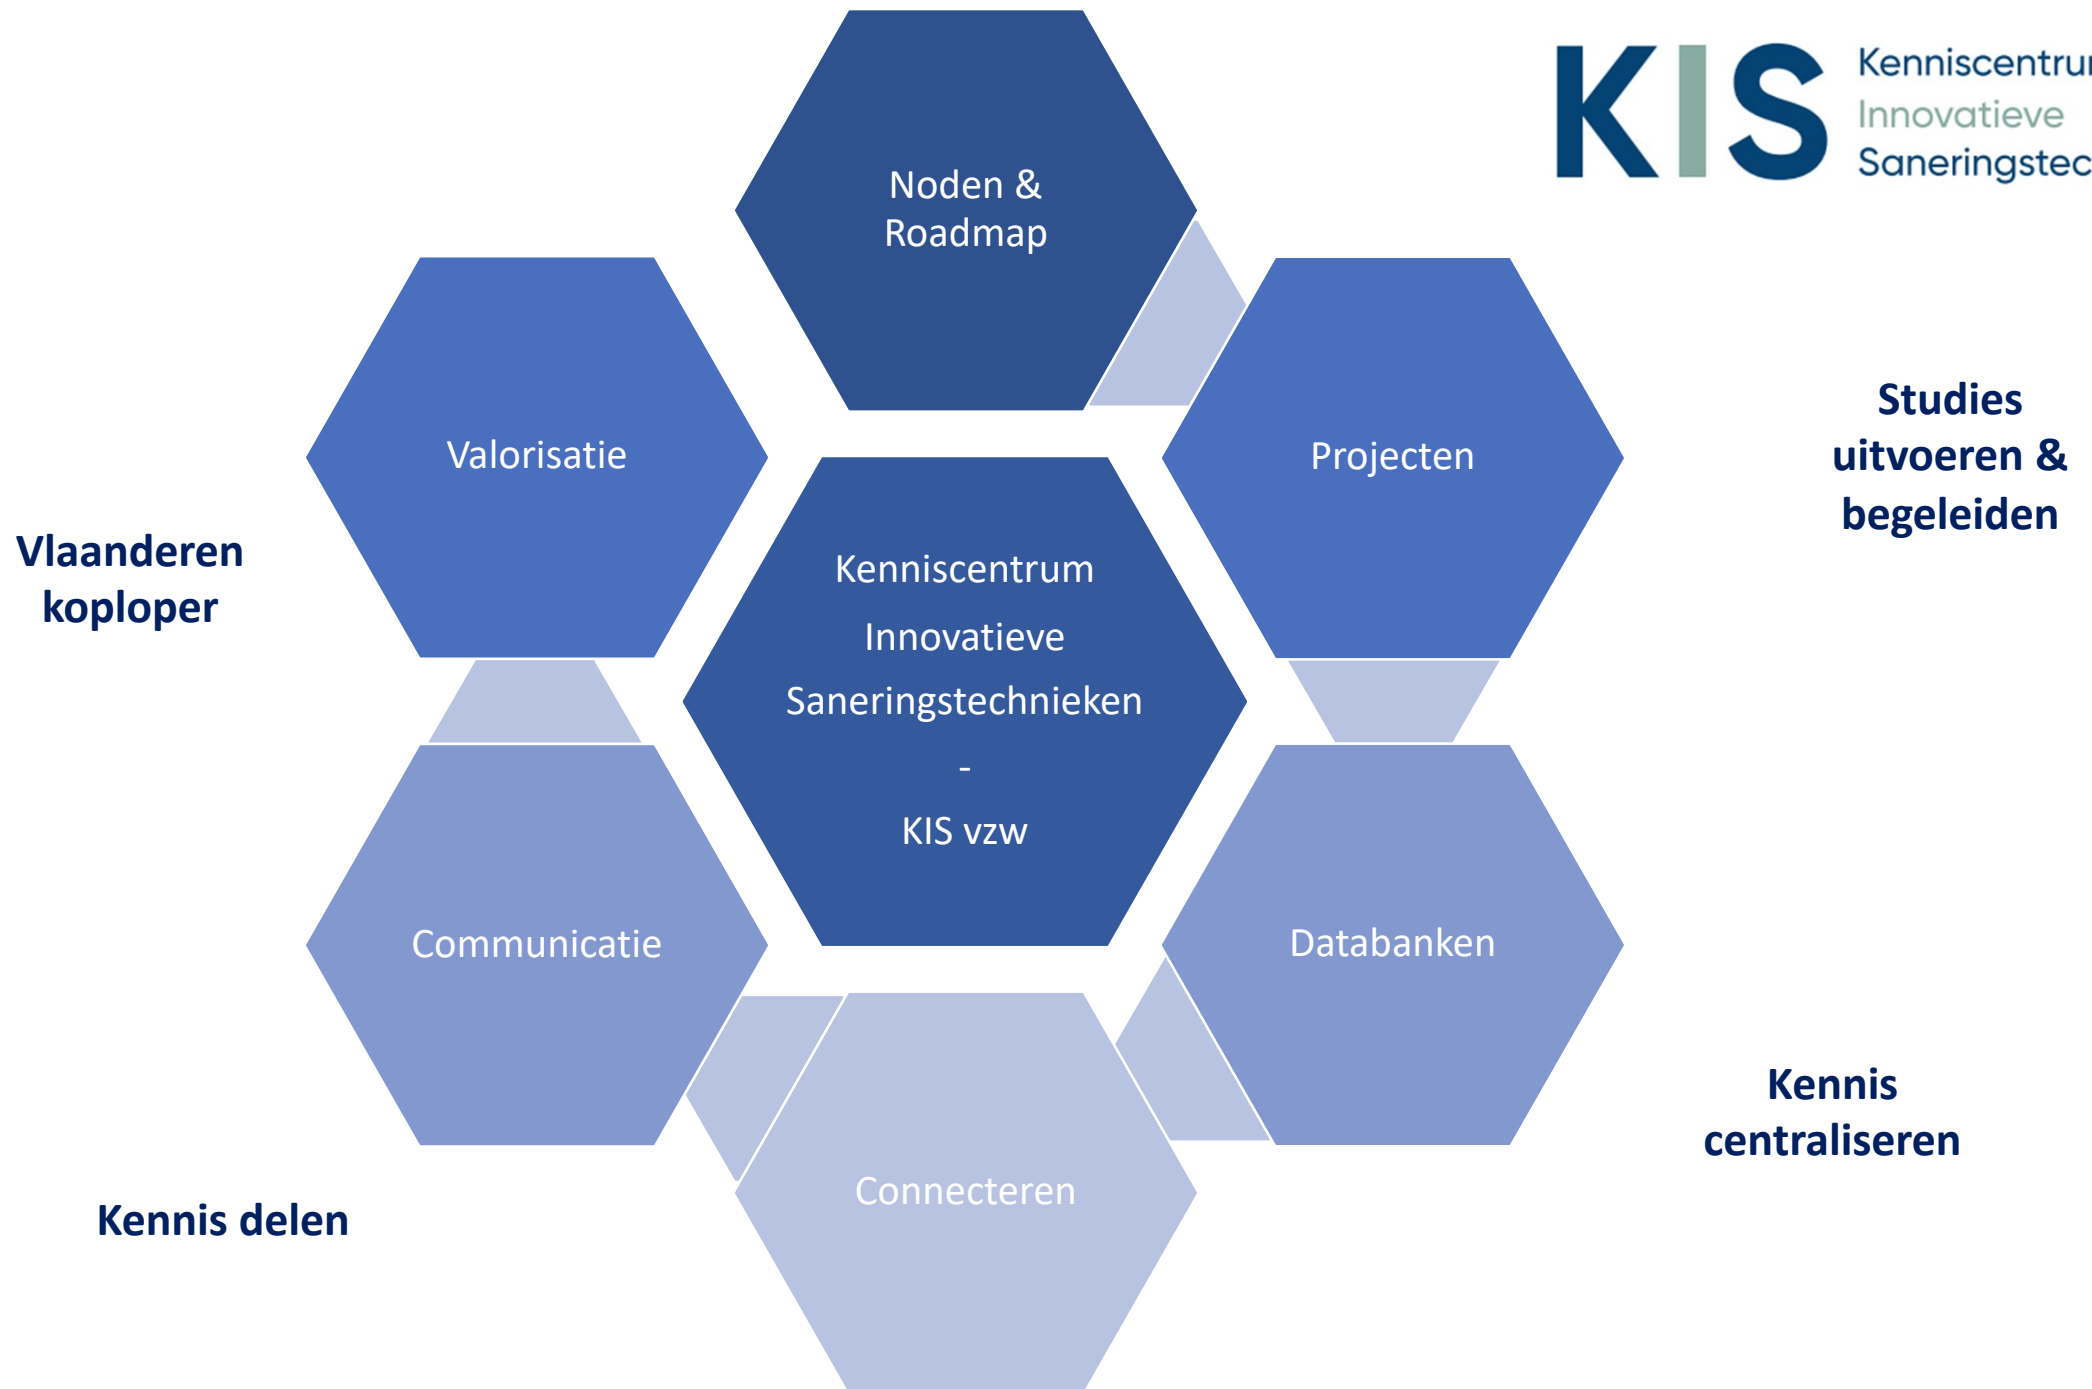 Kenniscentru
Innovatieve
Saneringstec
KIS
Noden &
Roadmap
Valorisatie
Projecten
Studies
uitvoeren &
begeleiden
Vlaanderen
koploper
Kenniscentrum
Innovatieve
Saneringstechnieken
-
KIS vzw
Communicatie
Databanken
Kennis
centraliseren
Connecteren
Kennis delen